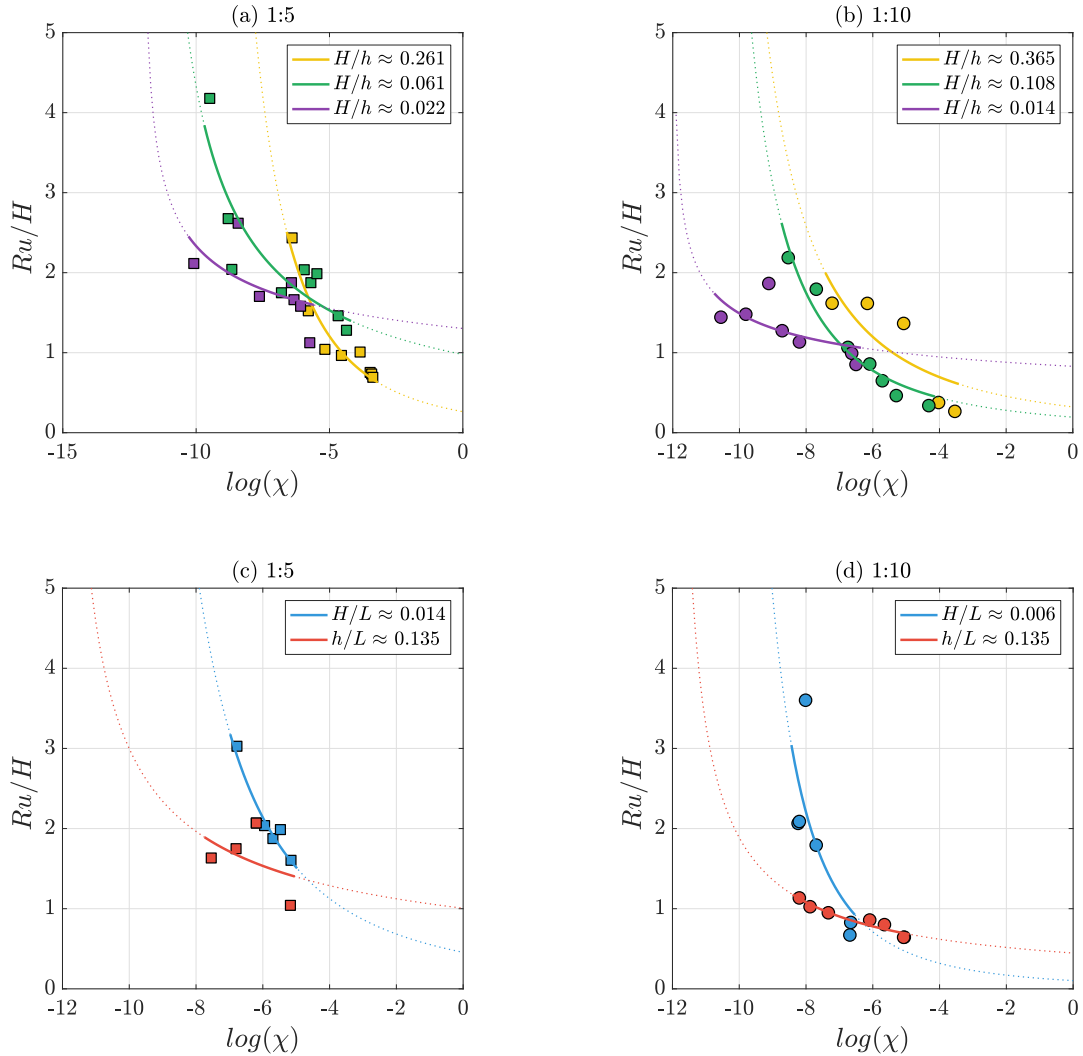 (a) 1:5
5
4
3
2
1
0
Ru/H
-15
-10
-5
0
log(χ)
H/h ≈ 0.261
H/h ≈ 0.061
H/h ≈ 0.022
(b) 1:10
5
4
3
2
1
0
Ru/H
-12
-10
-8
-6
-4
-2
0
log(χ)
H/h ≈ 0.365
H/h ≈ 0.108
H/h ≈ 0.014
(c) 1:5
5
4
3
2
1
0
Ru/H
-12
-10
-8
-6
-4
-2
0
log(χ)
H/L ≈ 0.014
h/L ≈ 0.135
(d) 1:10
5
4
3
2
1
0
Ru/H
-12
-10
-8
-6
-4
-2
0
log(χ)
H/L ≈ 0.006
h/L ≈ 0.135